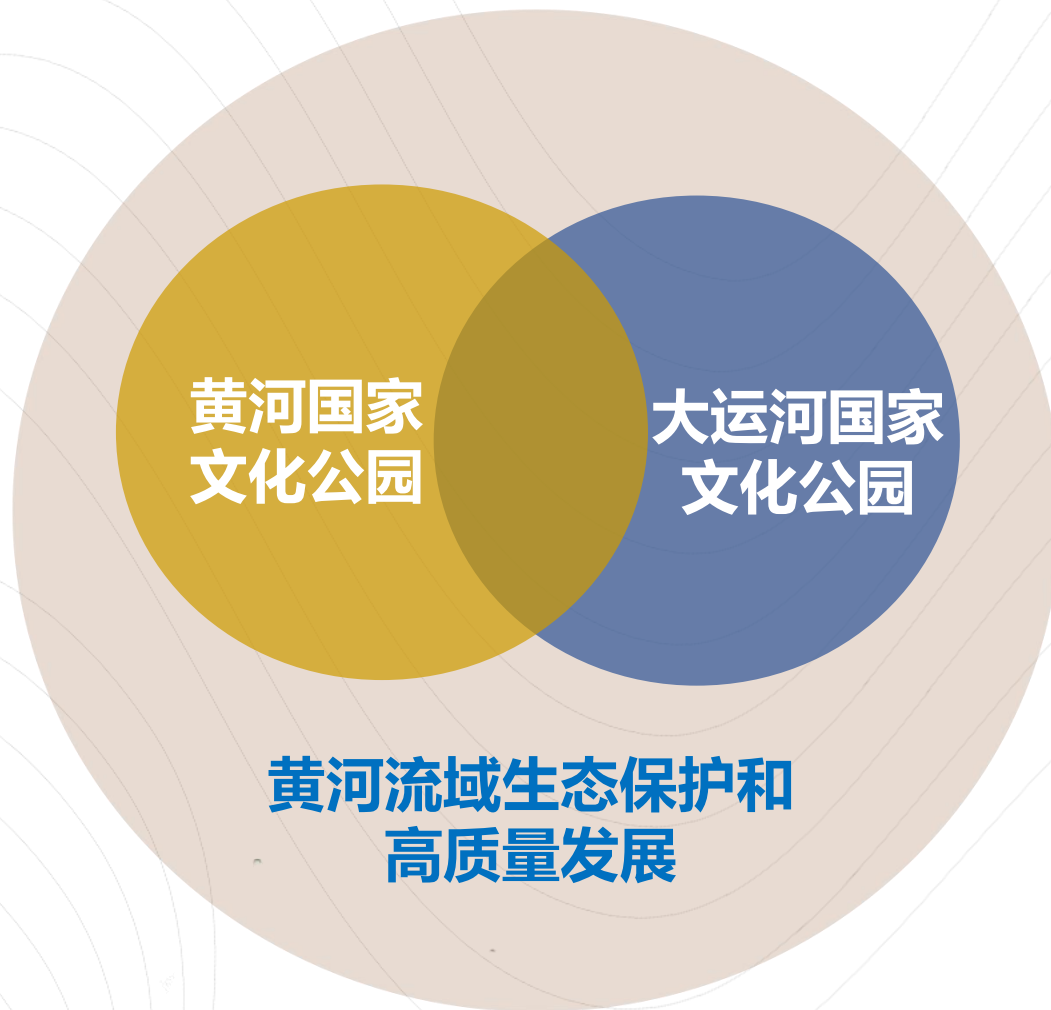 黄河国家
文化公园
大运河国家
文化公园
黄河流域生态保护和
高质量发展